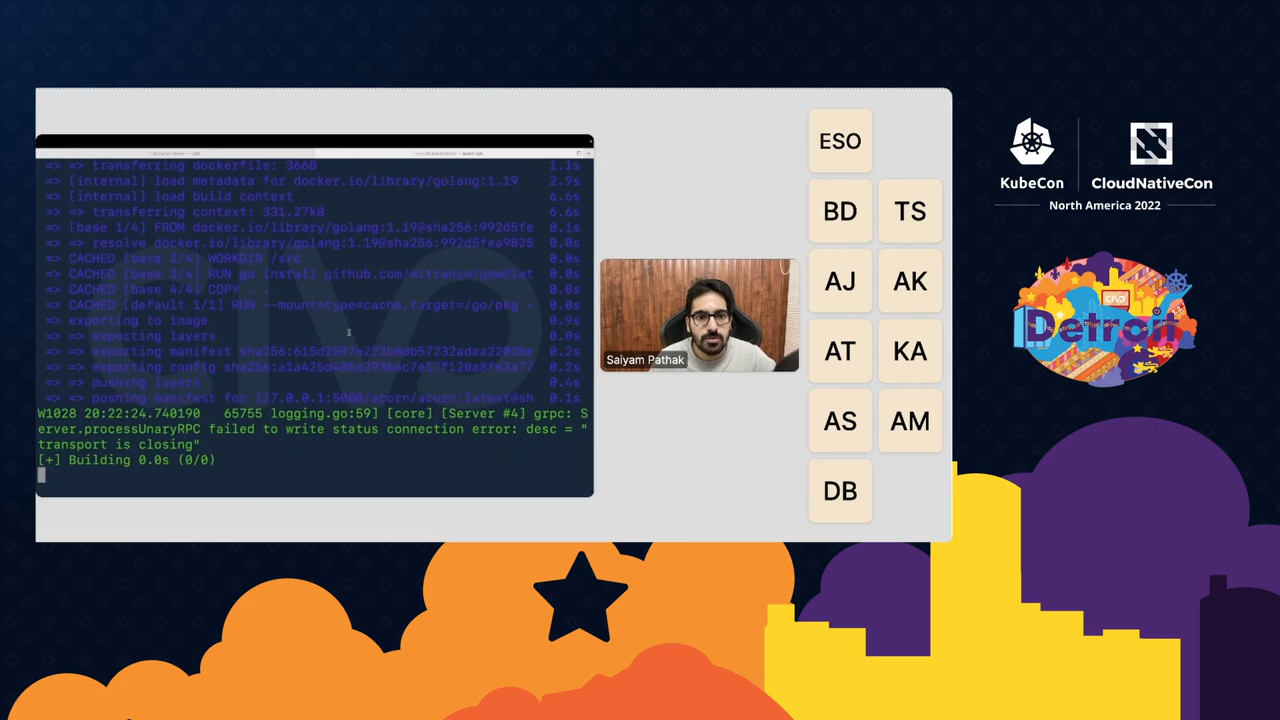 => => transferring dockerfile: 366B 1.1s
=> [internal] load metadata for docker.io/library/golang:1.19 2.9s
=> [internal] load build context 6.6s
=> => transferring context: 331.27kB 6.6s
=> [base 1/4] FROM docker.io/library/golang:1.19@sha256:992d5fe 0.1s
=> => resolve docker.io/library/golang:1.19@sha256:992d5fea9825 0.0s
=> CACHED [base 2/4] WORKDIR /src 0.0s
=> CACHED [base 3/4] RUN go install github.com/mitranim/gow@lat 0.0s
=> CACHED [base 4/4] COPY . . 0.0s
=> CACHED [default 1/1] RUN --mount=type=cache,target=/go/pkg - 0.0s
=> exporting to image 0.9s
=> => exporting layers 0.0s
=> => exporting manifest 0.2s
=> => exporting config 0.2s
=> => pushing layers 0.4s
=> => pushing manifest for 127.0.0.1:5000/acorn/acorn:latest@sh 0.1s
W1028 20:22:24.740190 65755 logging.go:59] [core] [Server #4] grpc: S
erver.processUnaryRPC failed to write status connection error: desc = "
transport is closing"
[+] Building 0.0s (0/0)
CIVO
Saiyam Pathak
ESO
BD TS
AJ AK
AT KA
AS AM
DB
KubeCon CloudNativeCon
North America 2022
CIVO
Detroit